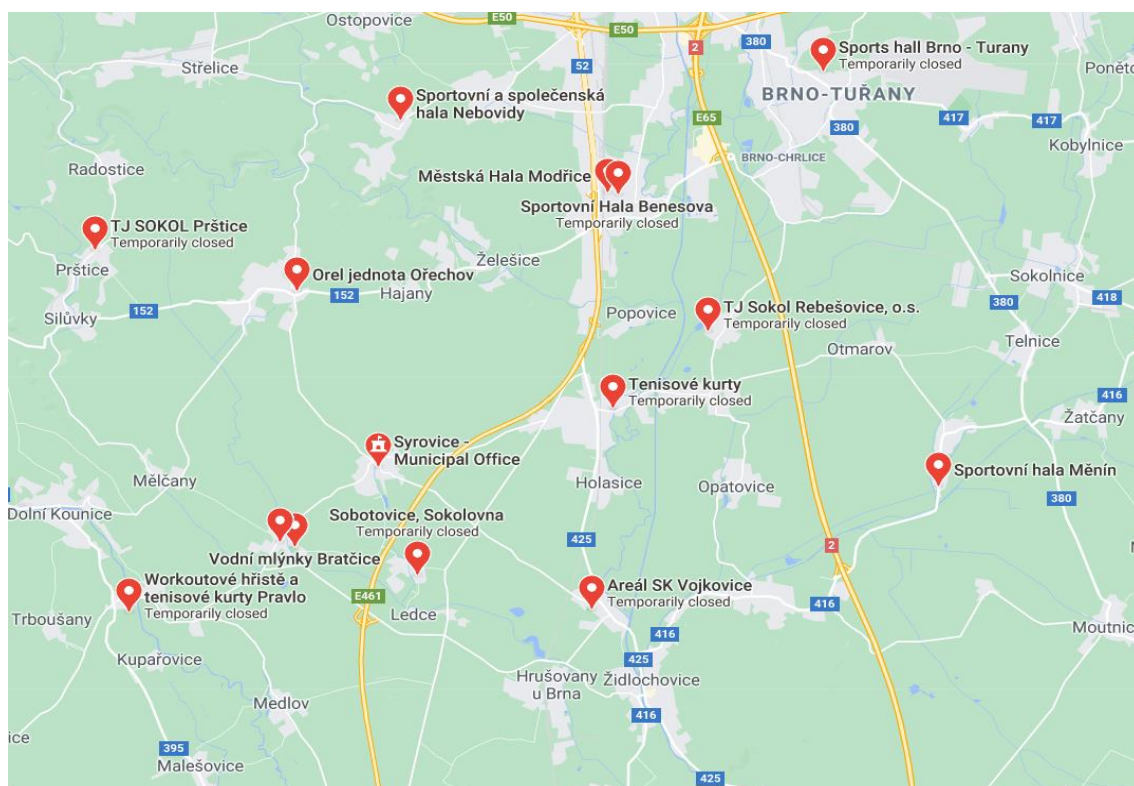 Ostopovice
E50
E50
2
380
Sports hall Brno - Turany
Temporarily closed
Střelice
52
Poněto
BRNO-TUŘANY
Sportovní a společenská
hala Nebovidy
E65
380
417
417
Kobylnice
BRNO-CHRLICE
Radostice
Městská Hala Modřice
Sportovní Hala Benesova
Temporarily closed
TJ SOKOL Prštice
Temporarily closed
Prštice
Želešice
Orel jednota Ořechov
Hajany
152
152
Silůvky
Sokolnice
418
380
TJ Sokol Rebešovice, o.s.
Temporarily closed
Popovice
Telnice
Otmarov
Tenisové kurty
Temporarily closed
416
Žatčany
Syrovice -
Municipal Office
Sportovní hala Měnín
Mělčany
Holasice
Opatovice
380
Dolní Kounice
Sobotovice, Sokolovna
Temporarily closed
425
2
Vodní mlýnky Bratčice
Workoutové hřiště a
tenisové kurty Pravlo
Temporarily closed
E461
Areál SK Vojkovice
Temporarily closed
416
Ledce
Trboušany
416
Moutnic
Kupařovice
425
Hrušovany
u Brna
Židlochovice
Medlov
416
ice
395
Malešovice
425